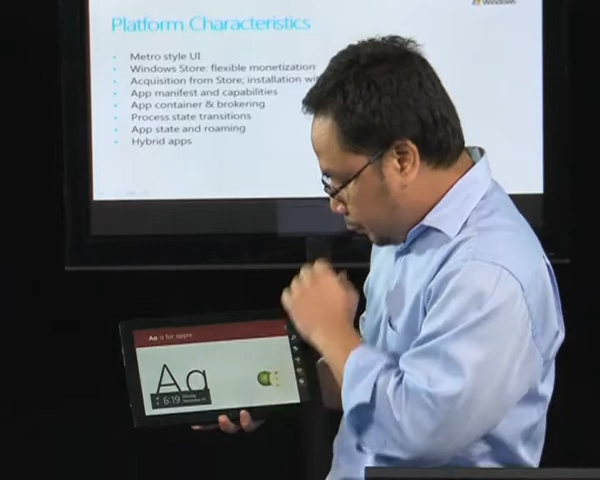 Platform Characteristics
Windows
Metro style UI
Windows Store: flexible monetization
Acquisition from Store; installation with
App manifest and capabilities
App container & brokering
Process state transitions
App state and roaming
Hybrid apps
Aa is for apple
Aa
6:19